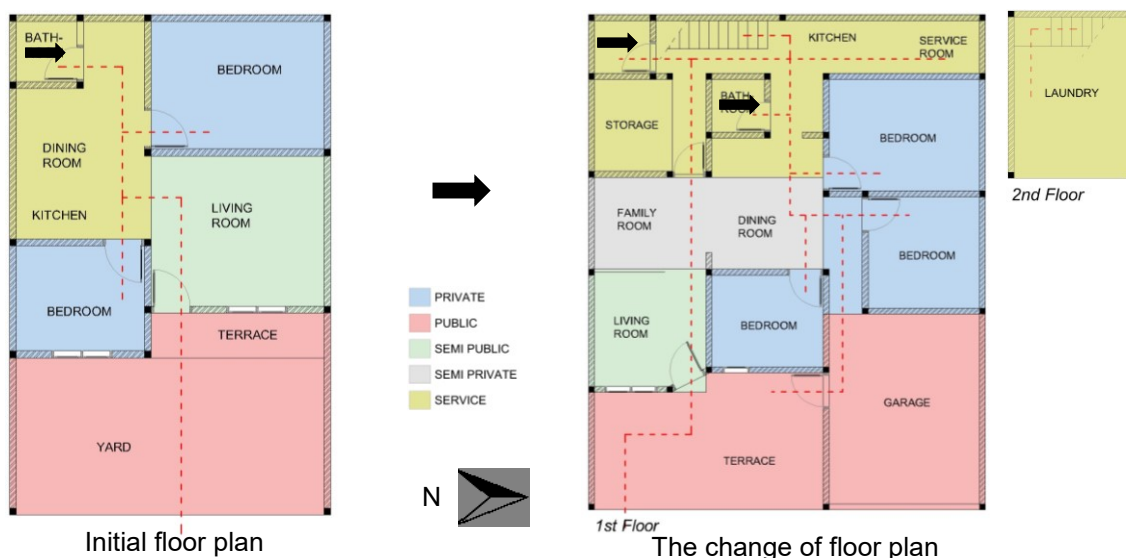 BATH-
BEDROOM
DINING
ROOM
KITCHEN
LIVING
ROOM
BEDROOM
TERRACE
YARD
Initial floor plan
PRIVATE
PUBLIC
SEMI PUBLIC
SEMI PRIVATE
SERVICE
N
KITCHEN
SERVICE
ROOM
BATH-
ROOM
STORAGE
BEDROOM
FAMILY
ROOM
DINING
ROOM
BEDROOM
LIVING
ROOM
BEDROOM
GARAGE
TERRACE
1st Floor
The change of floor plan
LAUNDRY
2nd Floor